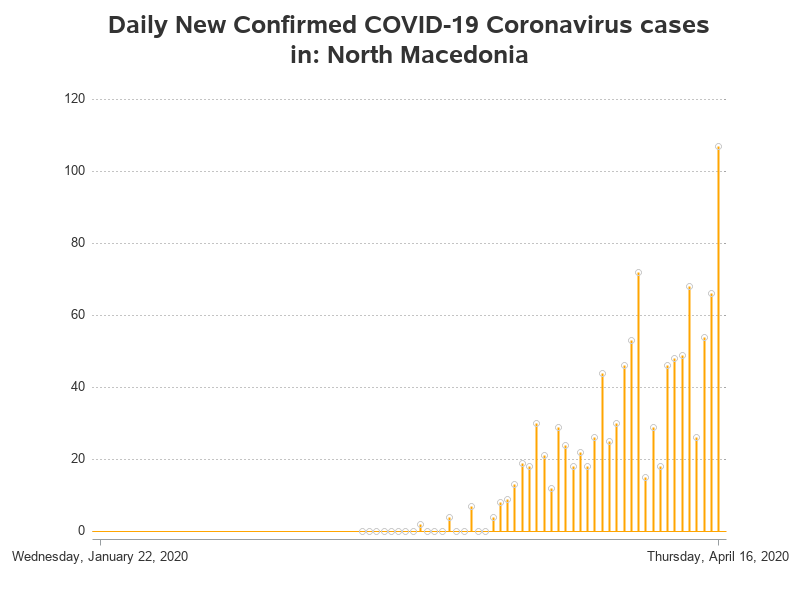 Daily New Confirmed COVID-19 Coronavirus cases
in: North Macedonia
120
100
80
60
40
20
0
Wednesday, January 22, 2020
Thursday, April 16, 2020